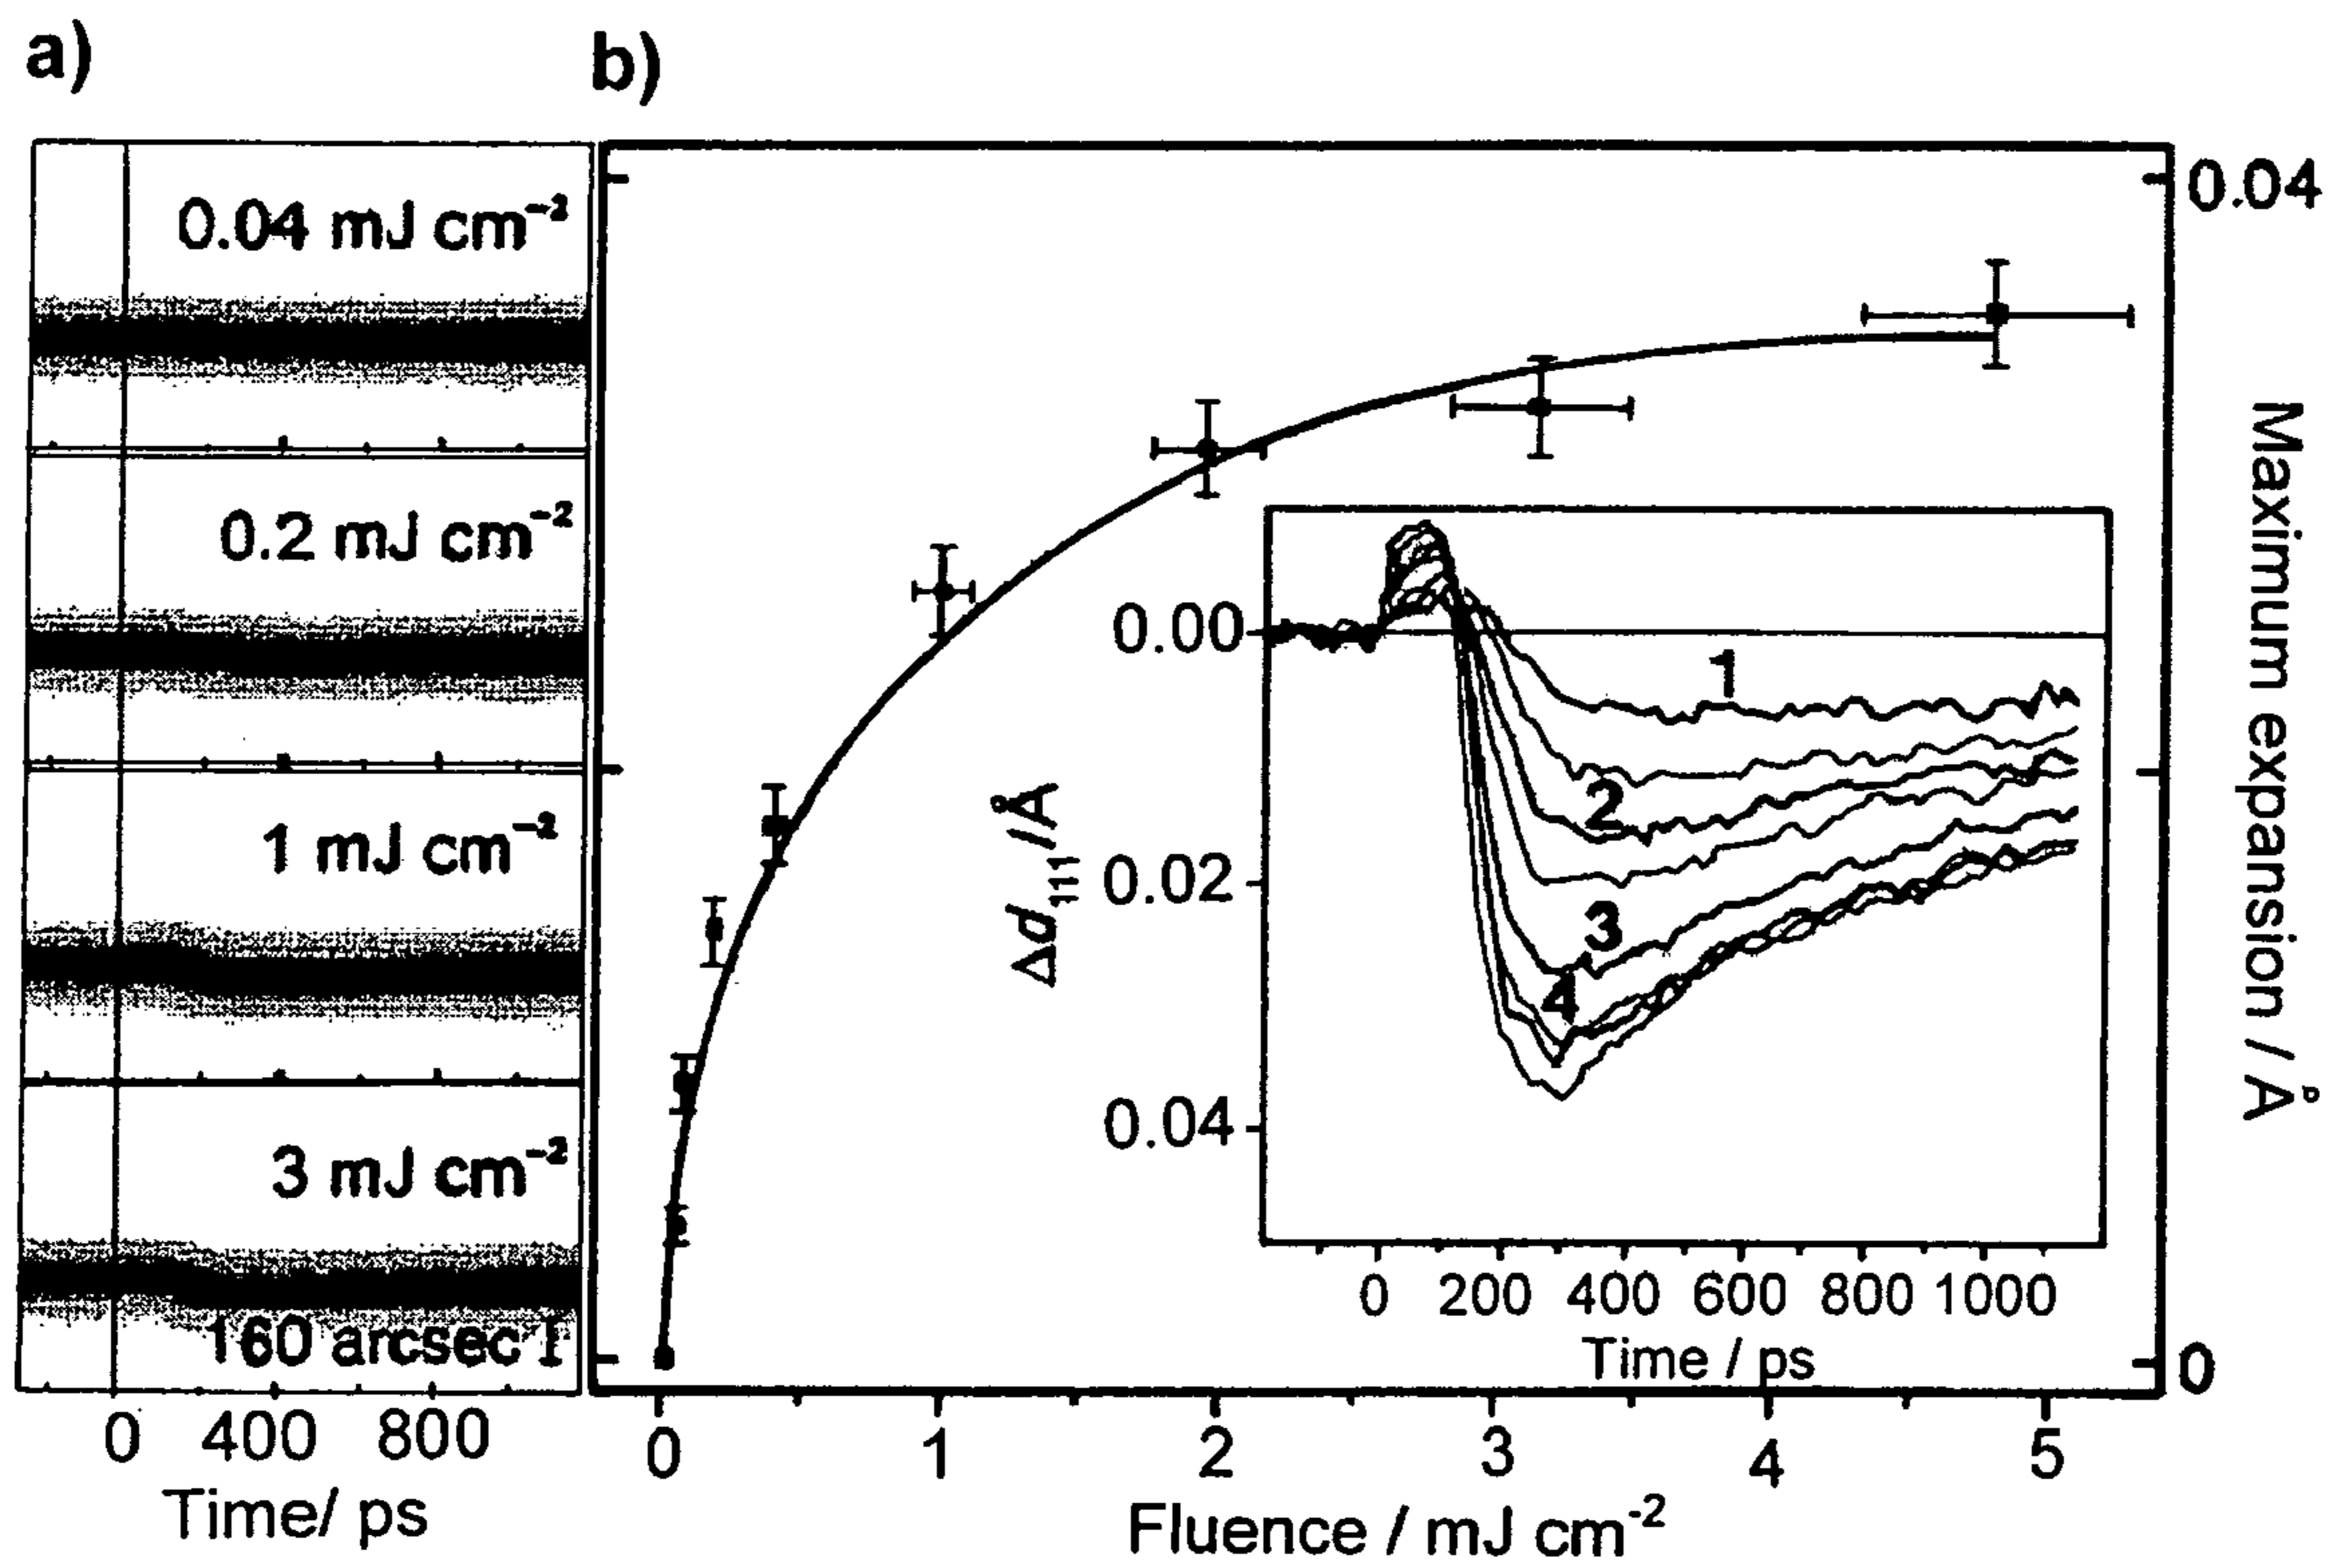 a)
0.04 mJ cm⁻²
0.2 mJ cm⁻²
1 mJ cm⁻²
3 mJ cm⁻²
160 arcsec I
0 400 800
Time/ ps
b)
0.04
0
Maximum expansion / Å
0 1 2 3 4 5
Fluence / mJ cm⁻²
0.00
0.02
0.04
Δd₁₁₁ /Å
1
2
3
4
0 200 400 600 800 1000
Time / ps